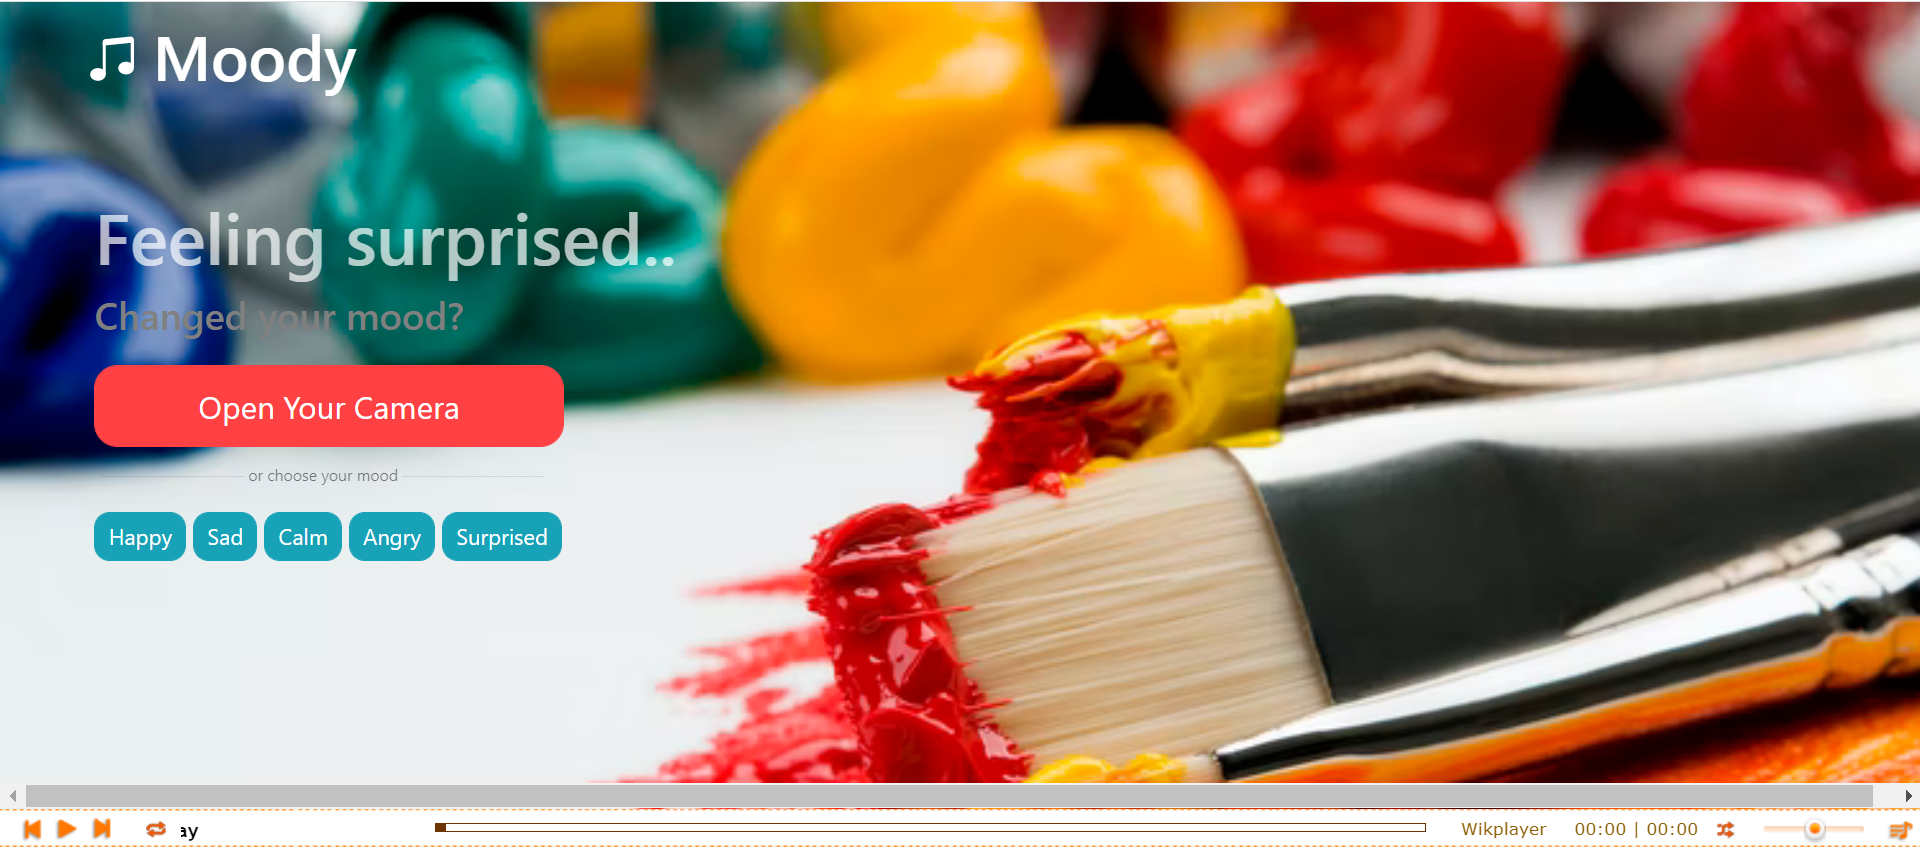 Moody
Feeling surprised..
Changed your mood?
Open Your Camera
or choose your mood
Happy Sad Calm Angry Surprised
ay Wikplayer 00:00 | 00:00